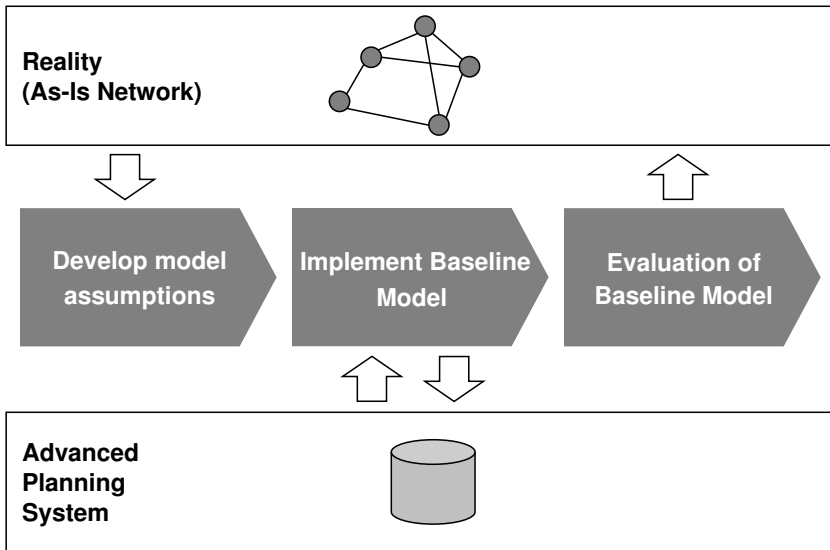 Reality
(As-Is Network)
Develop model
assumptions
Implement Baseline
Model
Evaluation of
Baseline Model
Advanced
Planning
System